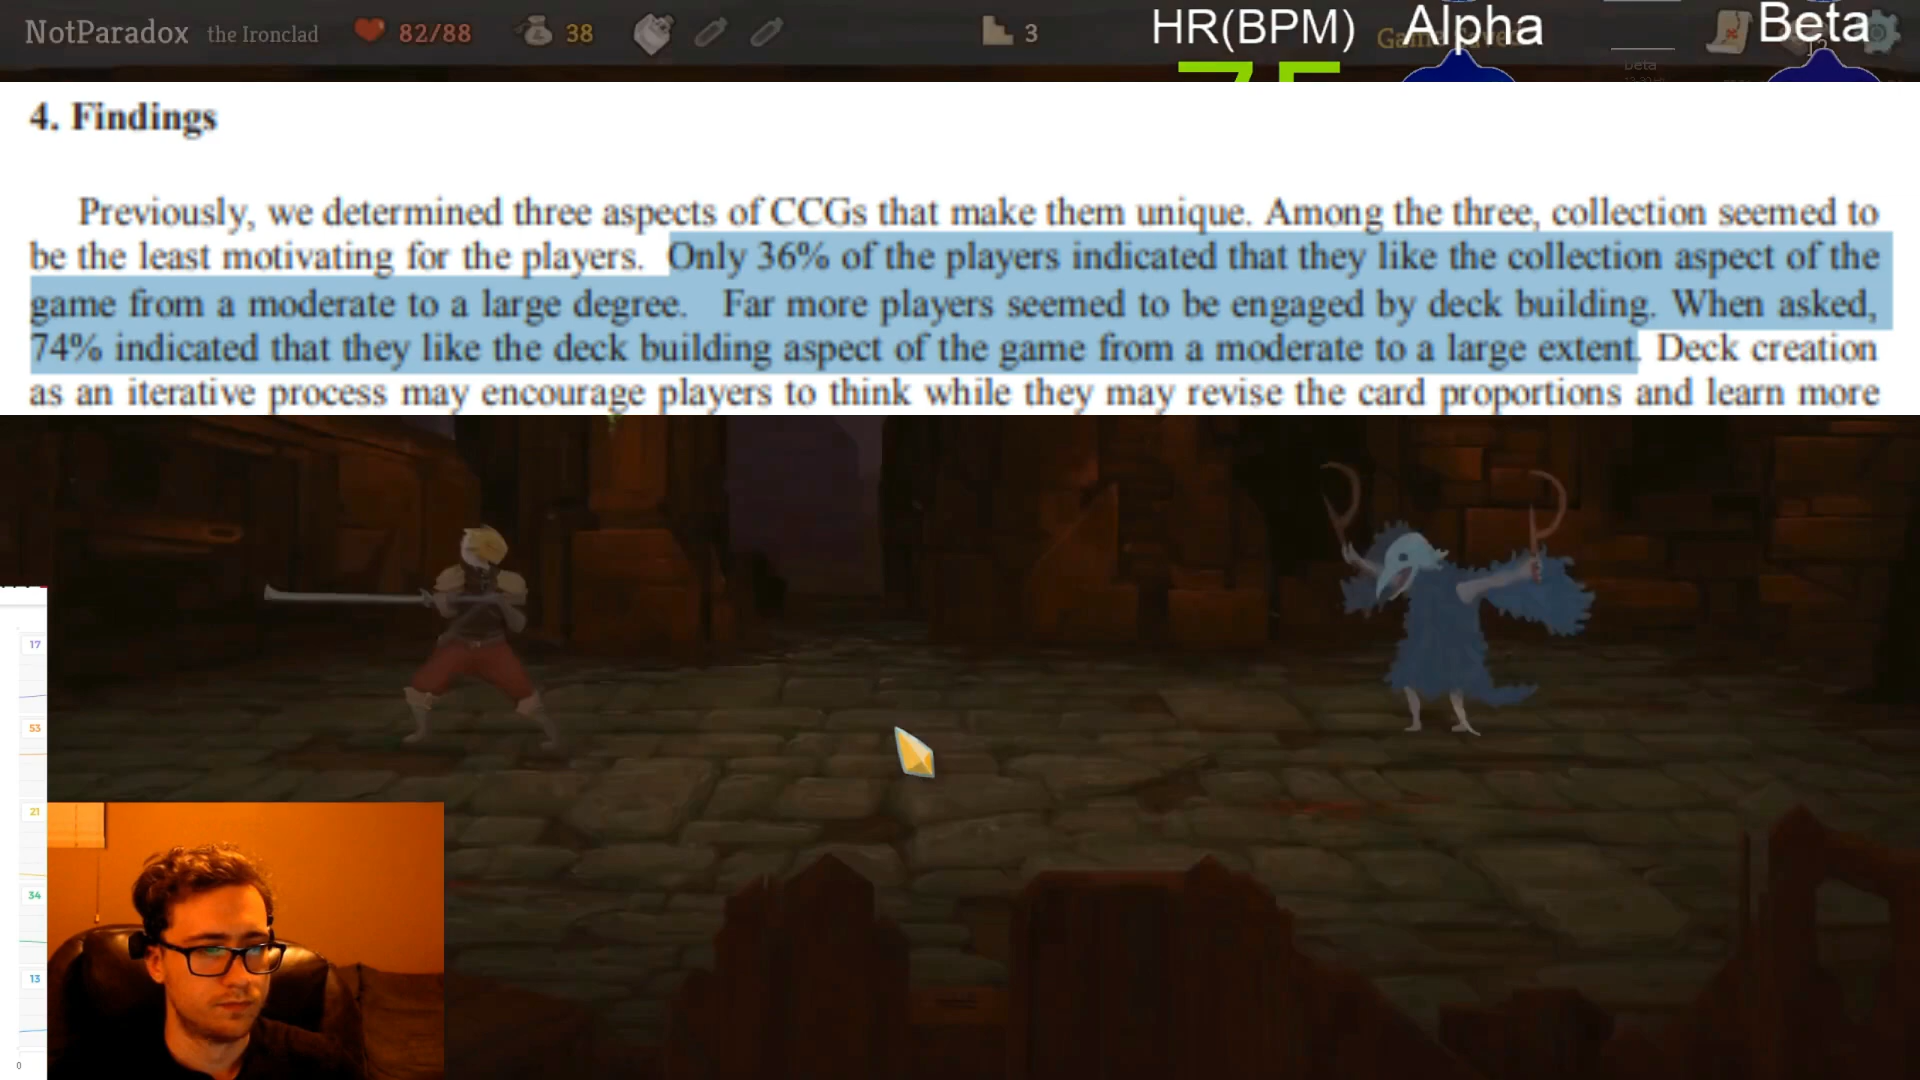 NotParadox the Ironclad 82/88 38 3
HR(BPM) Alpha Beta
75
Beta
4. Findings
Previously, we determined three aspects of CCGs that make them unique. Among the three, collection seemed to
be the least motivating for the players. Only 36% of the players indicated that they like the collection aspect of the
game from a moderate to a large degree. Far more players seemed to be engaged by deck building. When asked,
74% indicated that they like the deck building aspect of the game from a moderate to a large extent. Deck creation
as an iterative process may encourage players to think while they may revise the card proportions and learn more
17
53
21
34
13
0